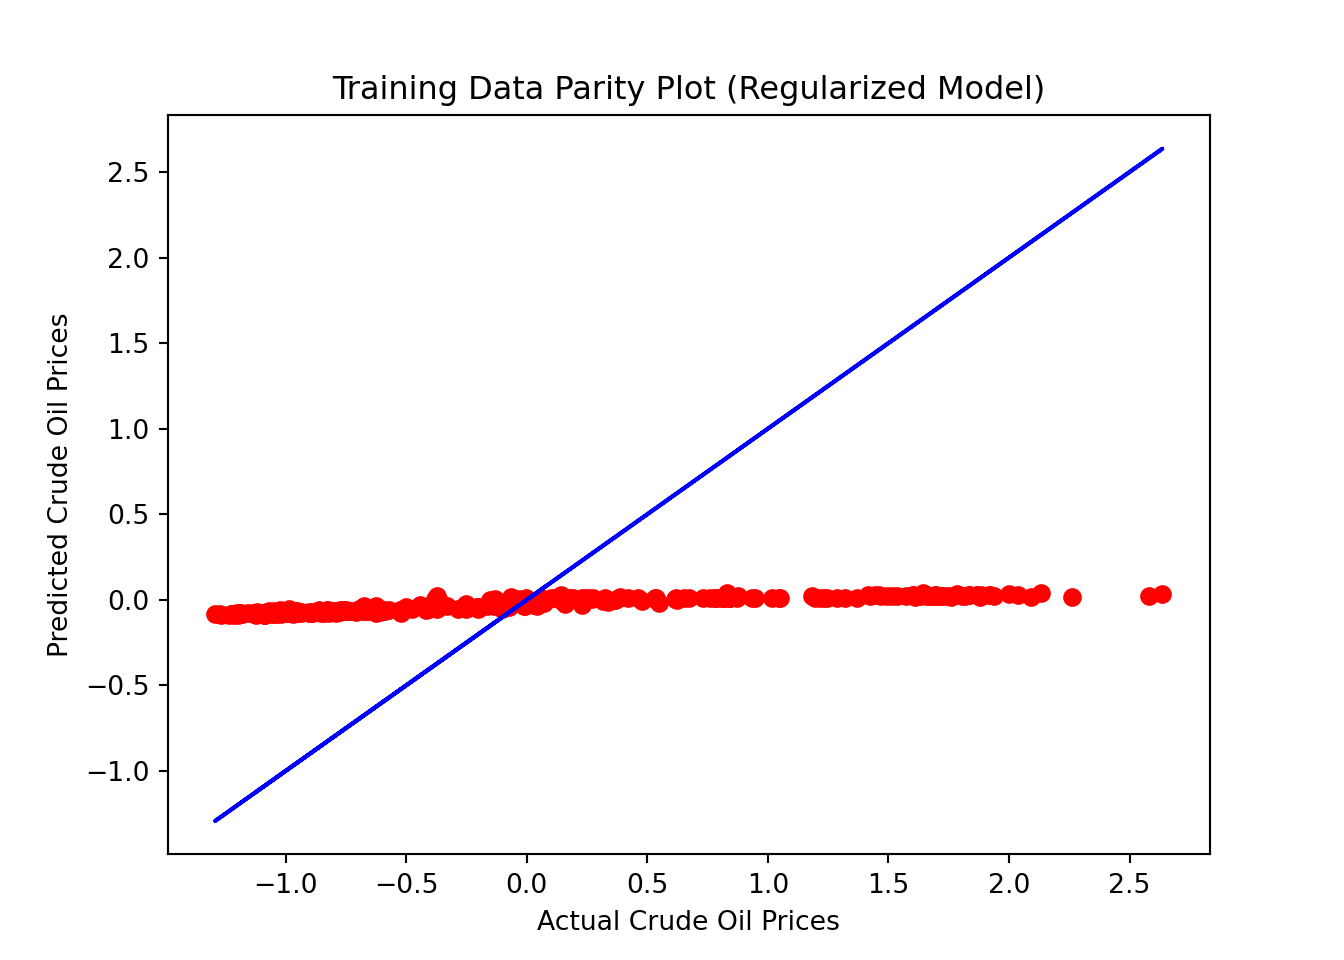 Training Data Parity Plot (Regularized Model)
2.5
2.0
1.5
1.0
0.5
0.0
−0.5
−1.0
Predicted Crude Oil Prices
−1.0 −0.5 0.0 0.5 1.0 1.5 2.0 2.5
Actual Crude Oil Prices